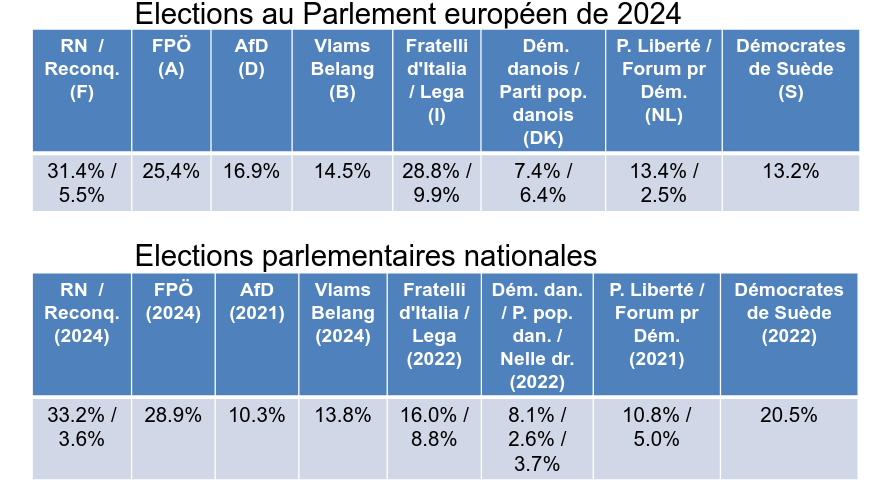 Elections au Parlement européen de 2024
RN / Reconq. (F)
FPÖ (A)
AfD (D)
Vlams Belang (B)
Fratelli d'Italia / Lega (I)
Dém. danois / Parti pop. danois (DK)
P. Liberté / Forum pr Dém. (NL)
Démocrates de Suède (S)
31.4% / 5.5%
25,4%
16.9%
14.5%
28.8% / 9.9%
7.4% / 6.4%
13.4% / 2.5%
13.2%
Elections parlementaires nationales
RN / Reconq. (2024)
FPÖ (2024)
AfD (2021)
Vlams Belang (2024)
Fratelli d'Italia / Lega (2022)
Dém. dan. / P. pop. dan. / Nelle dr. (2022)
P. Liberté / Forum pr Dém. (2021)
Démocrates de Suède (2022)
33.2% / 3.6%
28.9%
10.3%
13.8%
16.0% / 8.8%
8.1% / 2.6% / 3.7%
10.8% / 5.0%
20.5%